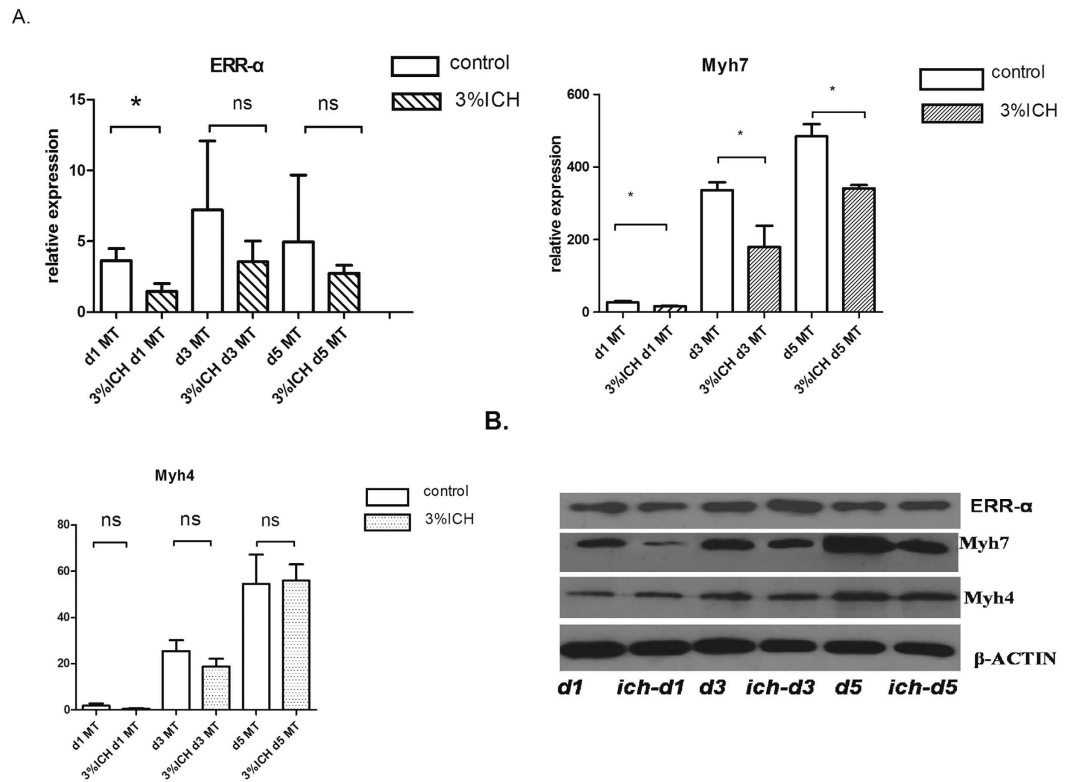 A.
ERR-α
control
3%ICH
relative expression
15
10
5
0
*
ns
ns
d1 MT
3%ICH d1 MT
d3 MT
3%ICH d3 MT
d5 MT
3%ICH d5 MT
Myh7
control
3%ICH
relative expression
600
400
200
0
*
*
*
d1 MT
3%ICH d1 MT
d3 MT
3%ICH d3 MT
d5 MT
3%ICH d5 MT
Myh4
control
3%ICH
80
60
40
20
0
ns
ns
ns
d1 MT
3%ICH d1 MT
d3 MT
3%ICH d3 MT
d5 MT
3%ICH d5 MT
B.
ERR-α
Myh7
Myh4
β-ACTIN
d1 ich-d1 d3 ich-d3 d5 ich-d5